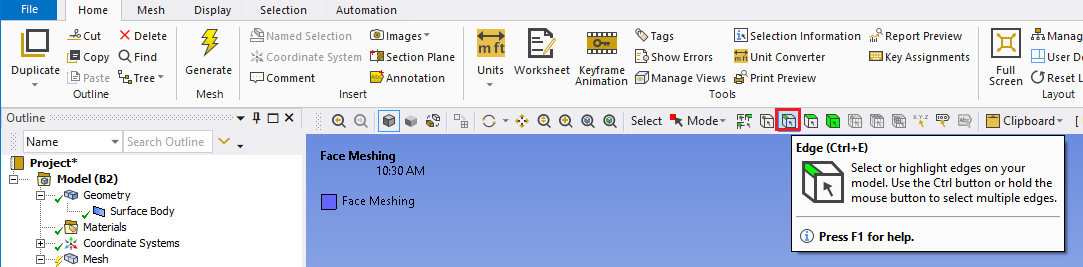 File Home Mesh Display Selection Automation
Duplicate
Cut
Copy
Paste
Delete
Find
Tree
Outline
Generate
Mesh
Named Selection
Coordinate System
Comment
Images
Section Plane
Annotation
Insert
mft
Units
Worksheet
Keyframe
Animation
Tags
Show Errors
Manage Views
Selection Information
mft
Unit Converter
Print Preview
Report Preview
Key Assignments
Tools
Full
Screen
Manag
User De
Reset L
Layout
Outline
Name
Search Outline
Project*
Model (B2)
Geometry
Surface Body
Materials
Coordinate Systems
Mesh
Select Mode
X,Y,Z
Clipboard
[
Face Meshing
10:30 AM
Face Meshing
Edge (Ctrl+E)
Select or highlight edges on your
model. Use the Ctrl button or hold the
mouse button to select multiple edges.
Press F1 for help.